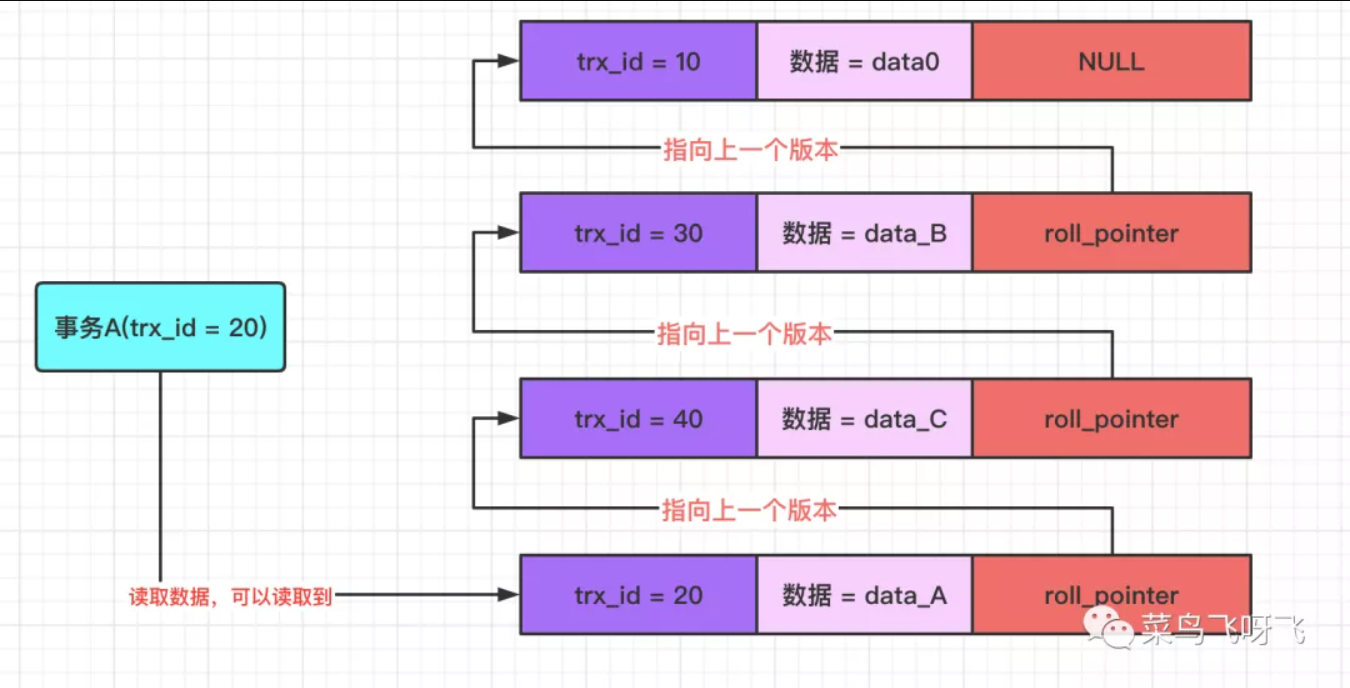 trx_id = 10 数据 = data0 NULL
指向上一个版本
trx_id = 30 数据 = data_B roll_pointer
事务A(trx_id = 20)
指向上一个版本
trx_id = 40 数据 = data_C roll_pointer
指向上一个版本
读取数据，可以读取到
trx_id = 20 数据 = data_A roll_pointer
菜鸟飞呀飞